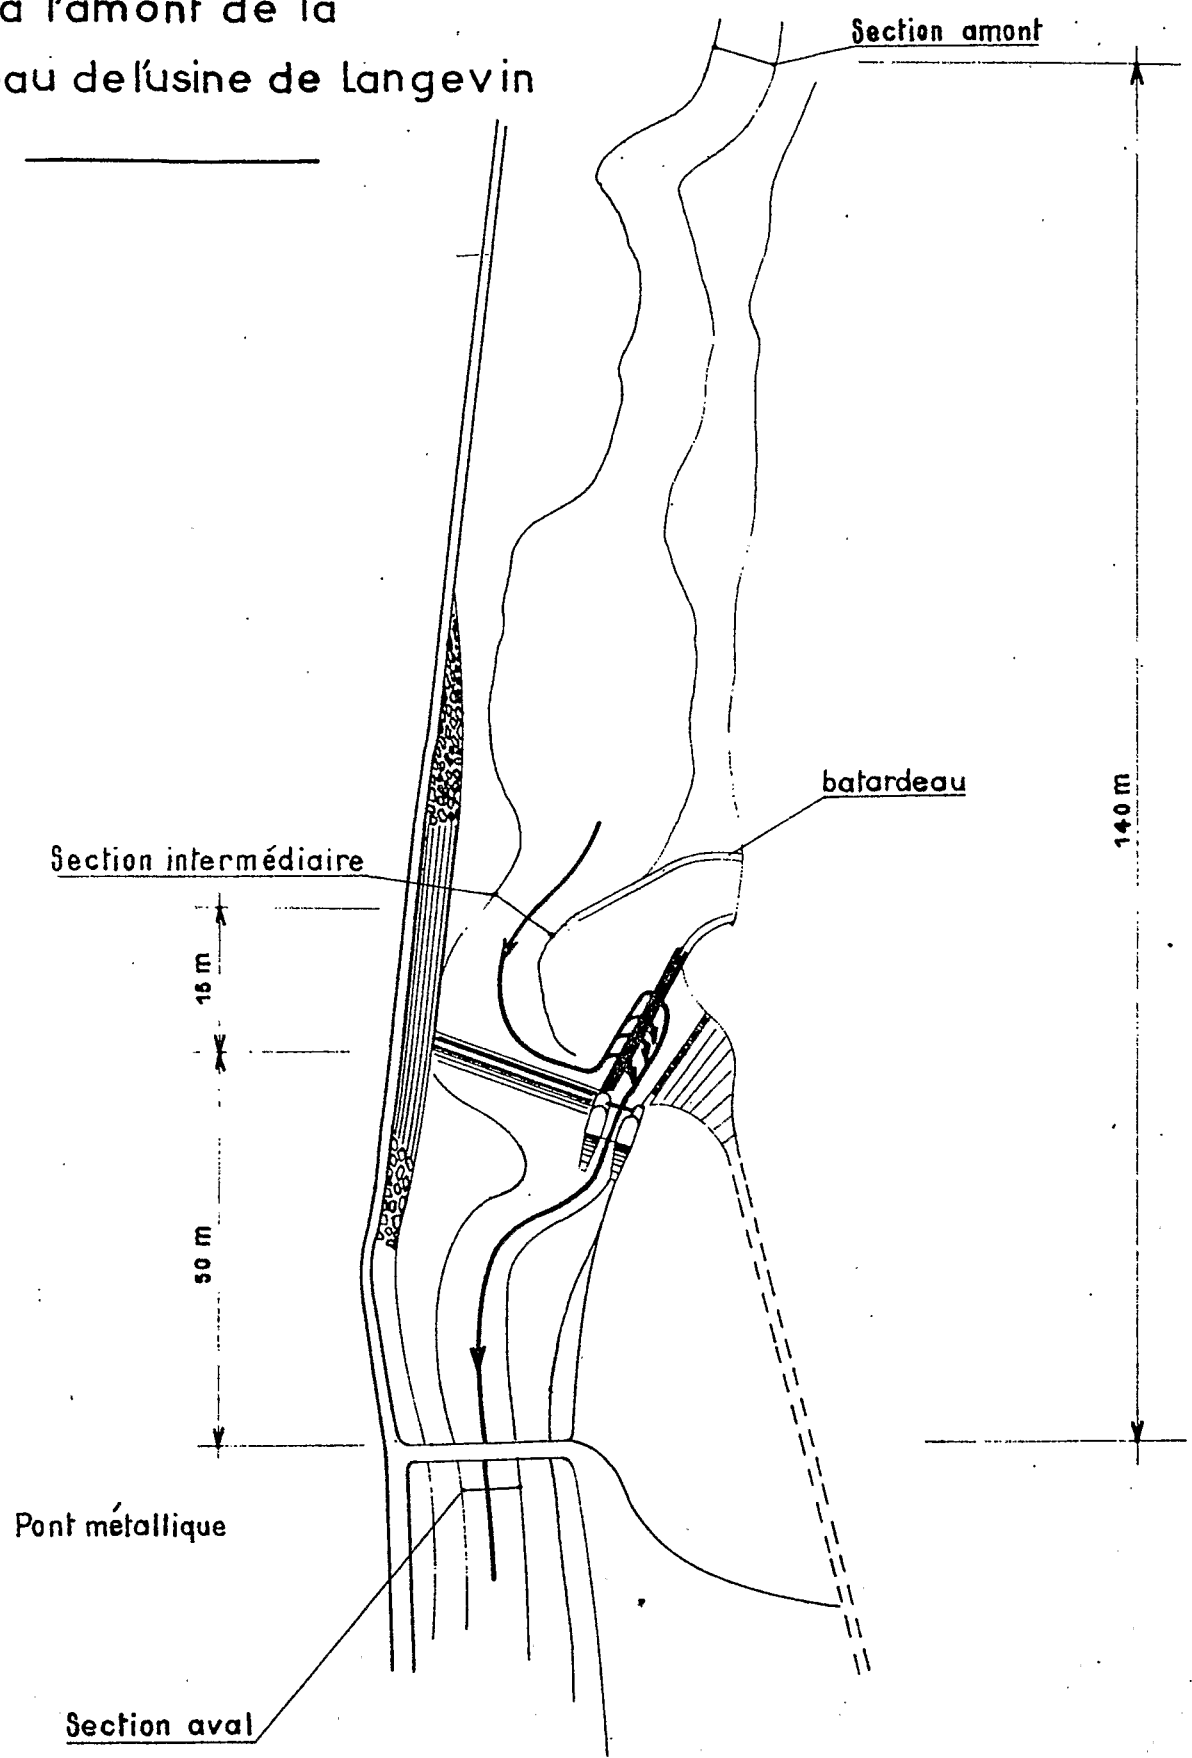 à l'amont de la
au de l'usine de Langevin
Section amont
batardeau
140 m
Section intermédiaire
15 m
50 m
Pont métallique
Section aval